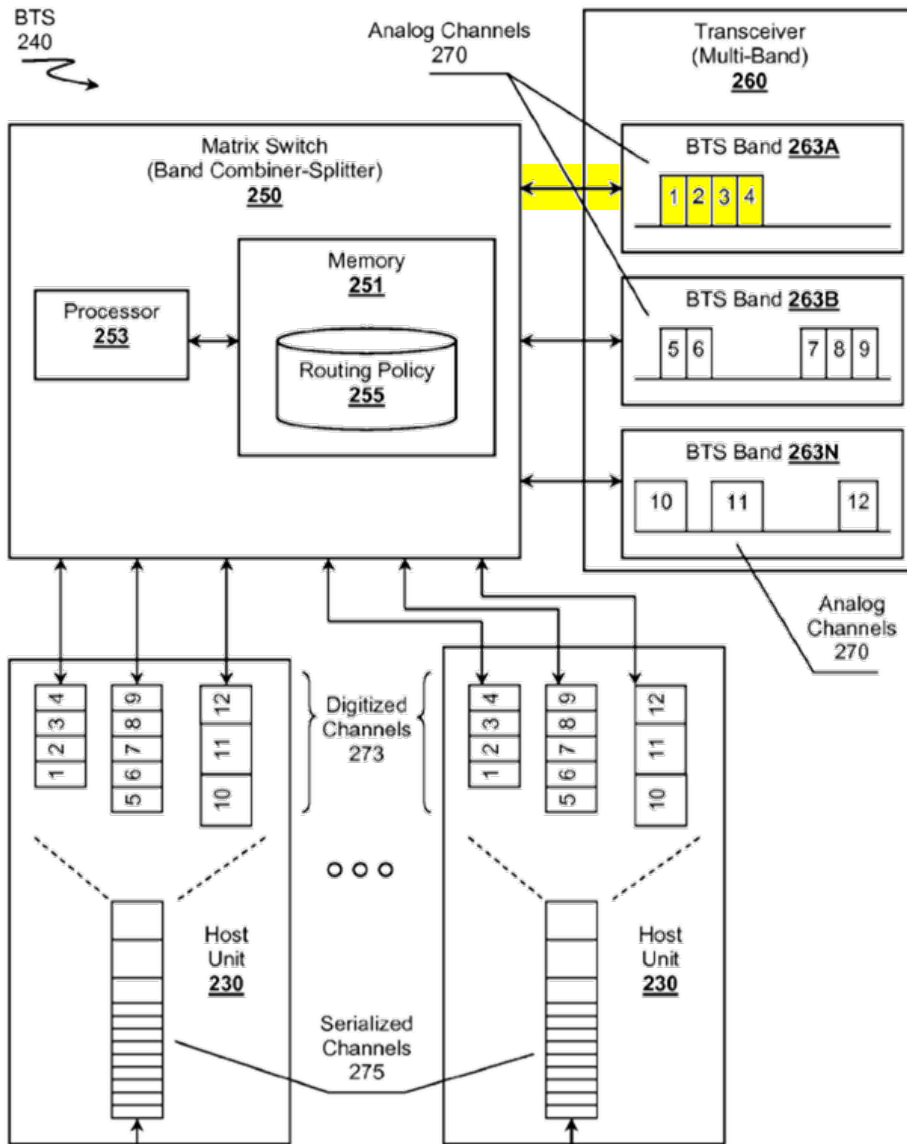 BTS
240
Analog Channels
270
Transceiver
(Multi-Band)
260
Matrix Switch
(Band Combiner-Splitter)
250
BTS Band 263A
1 2 3 4
Memory
251
Processor
253
Routing Policy
255
BTS Band 263B
5 6 7 8 9
BTS Band 263N
10 11 12
Analog
Channels
270
4
3
2
1
9
8
7
6
5
12
11
10
Digitized
Channels
273
4
3
2
1
9
8
7
6
5
12
11
10
Host
Unit
230
Serialized
Channels
275
Host
Unit
230